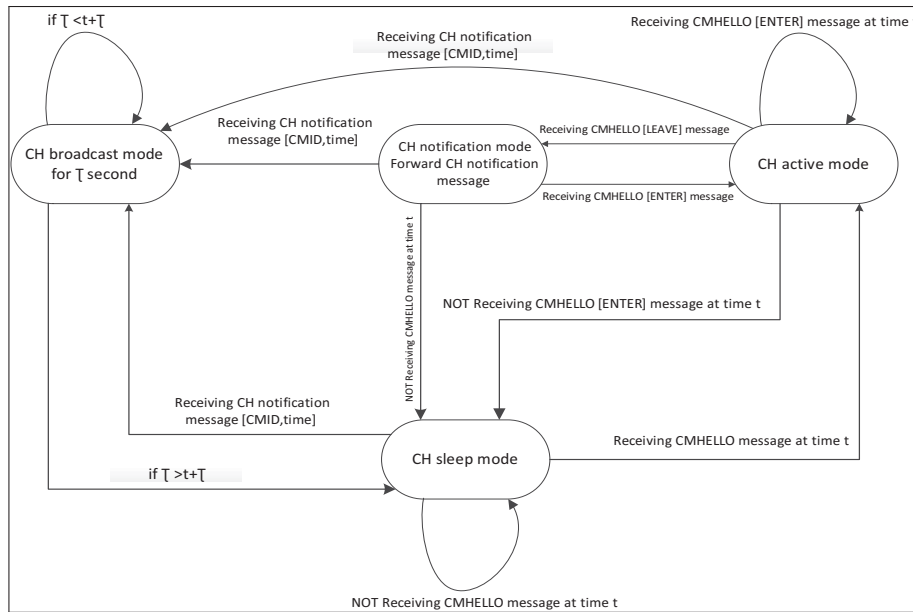 if Ʈ <t+Ʈ
Receiving CMHELLO [ENTER] message at time t
Receiving CH notification
message [CMID,time]
Receiving CH notification
message [CMID,time]
CH broadcast mode
for Ʈ second
CH notification mode
Forward CH notification
message
Receiving CMHELLO [LEAVE] message
Receiving CMHELLO [ENTER] message
CH active mode
NOT Receiving CMHELLO message at time t
NOT Receiving CMHELLO [ENTER] message at time t
Receiving CH notification
message [CMID,time]
Receiving CMHELLO message at time t
CH sleep mode
if Ʈ >t+Ʈ
NOT Receiving CMHELLO message at time t